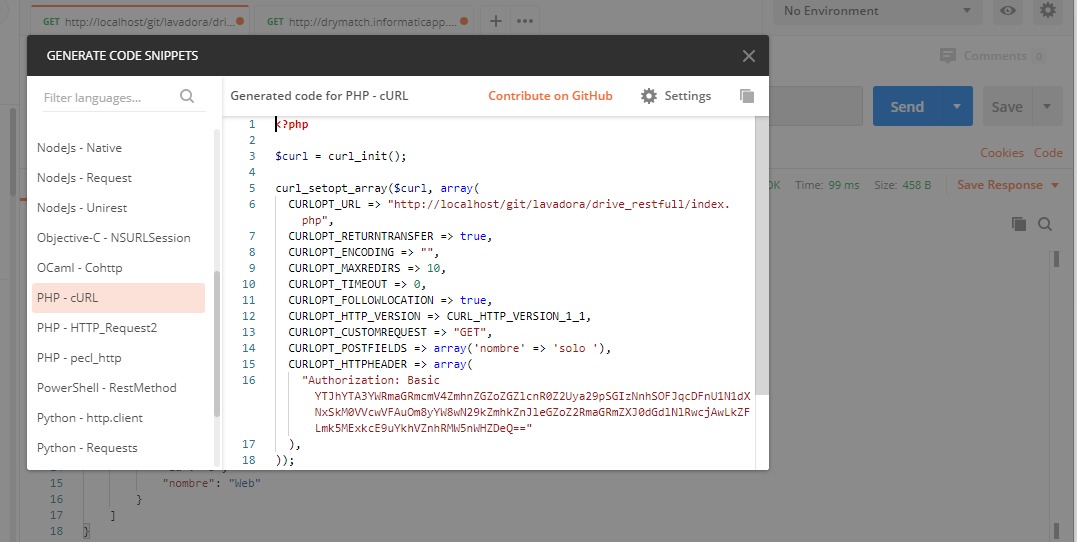 GET http://localhost/git/lavadora/dri...
GET http://drymatch.informaticapp....
+
•••
No Environment
GENERATE CODE SNIPPETS
Comments 0
Filter languages...
Generated code for PHP - cURL
Contribute on GitHub
Settings
Send
Save
Cookies Code
Time: 99 ms Size: 458 B Save Response
NodeJs - Native
NodeJs - Request
NodeJs - Unirest
Objective-C - NSURLSession
OCaml - Cohttp
PHP - cURL
PHP - HTTP_Request2
PHP - pecl_http
PowerShell - RestMethod
Python - http.client
Python - Requests
1 <?php
2
3 $curl = curl_init();
4
5 curl_setopt_array($curl, array(
6 CURLOPT_URL => "http://localhost/git/lavadora/drive_restfull/index.
php",
7 CURLOPT_RETURNTRANSFER => true,
8 CURLOPT_ENCODING => "",
9 CURLOPT_MAXREDIRS => 10,
10 CURLOPT_TIMEOUT => 0,
11 CURLOPT_FOLLOWLOCATION => true,
12 CURLOPT_HTTP_VERSION => CURL_HTTP_VERSION_1_1,
13 CURLOPT_CUSTOMREQUEST => "GET",
14 CURLOPT_POSTFIELDS => array('nombre' => 'solo '),
15 CURLOPT_HTTPHEADER => array(
16 "Authorization: Basic
17 ),
18 ));
15 "nombre": "Web"
16 }
17 ]
18 }